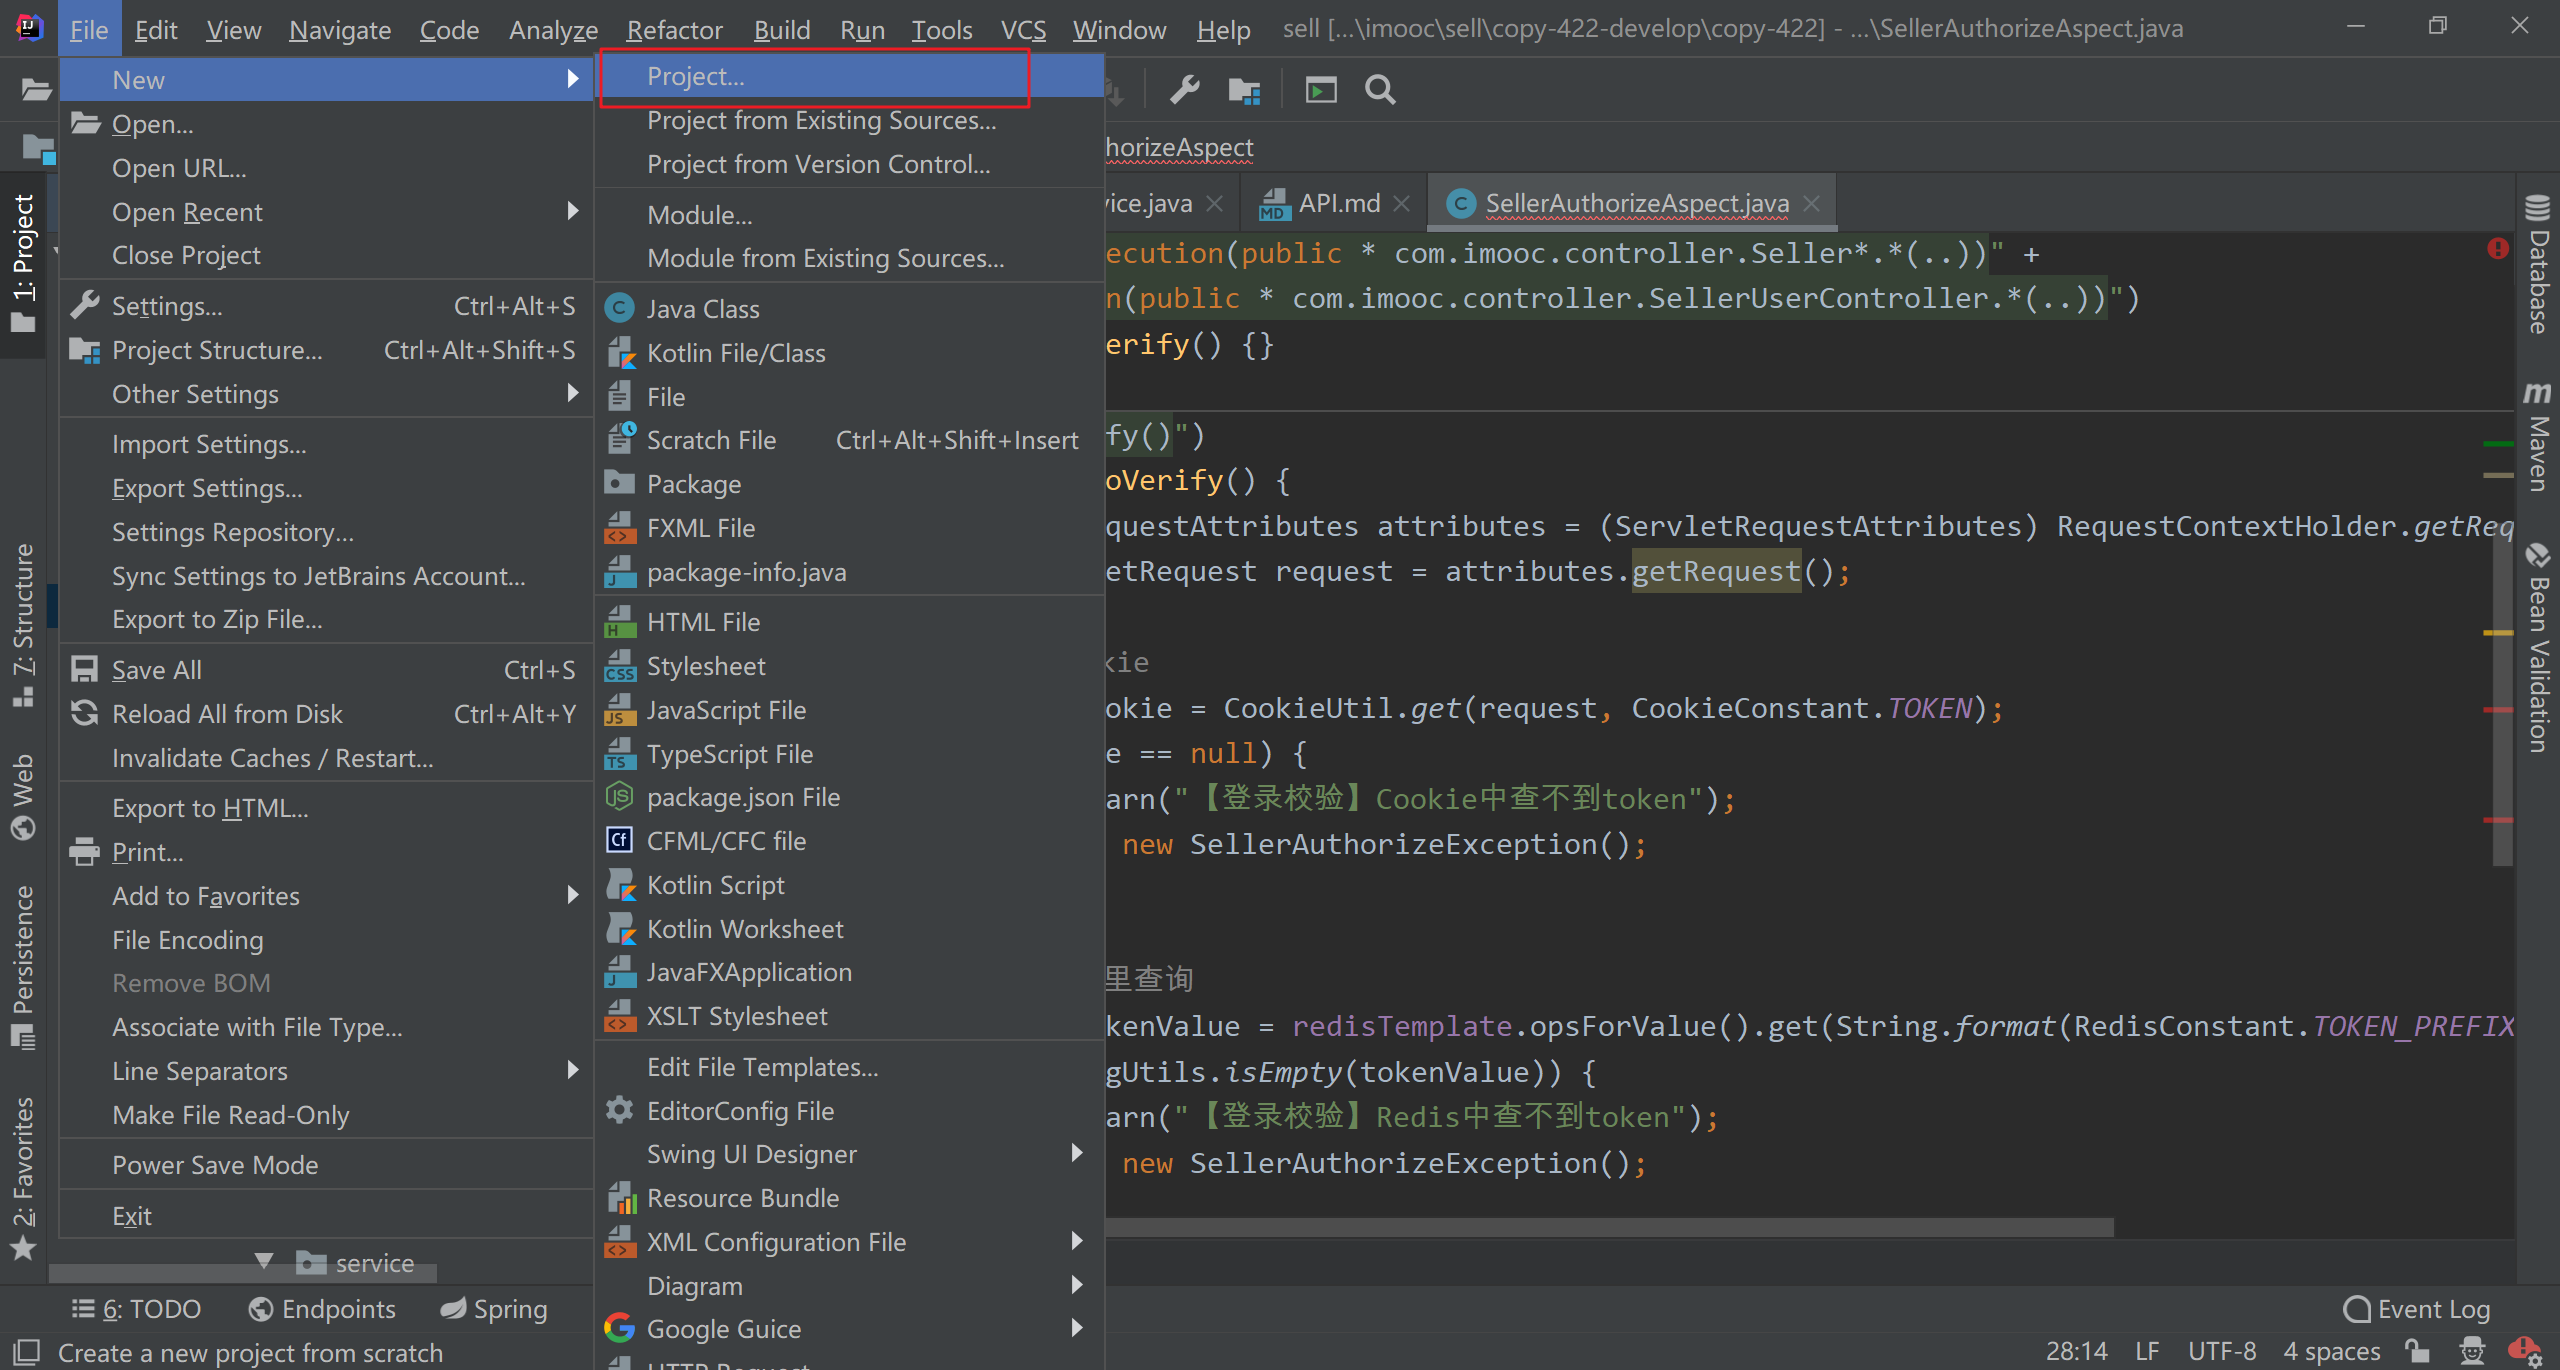 File Edit View Navigate Code Analyze Refactor Build Run Tools VCS Window Help sell [...\imooc\sell\copy-422-develop\copy-422] - ...\SellerAuthorizeAspect.java
New
Open...
Open URL...
Open Recent
Close Project
Settings... Ctrl+Alt+S
Project Structure... Ctrl+Alt+Shift+S
Other Settings
Import Settings...
Export Settings...
Settings Repository...
Sync Settings to JetBrains Account...
Export to Zip File...
Save All Ctrl+S
Reload All from Disk Ctrl+Alt+Y
Invalidate Caches / Restart...
Export to HTML...
Print...
Add to Favorites
File Encoding
Remove BOM
Associate with File Type...
Line Separators
Make File Read-Only
Power Save Mode
Exit
Project...
Project from Existing Sources...
Project from Version Control...
Module...
Module from Existing Sources...
Java Class
Kotlin File/Class
File
Scratch File Ctrl+Alt+Shift+Insert
Package
FXML File
package-info.java
HTML File
Stylesheet
JavaScript File
TypeScript File
package.json File
CFML/CFC file
Kotlin Script
Kotlin Worksheet
JavaFXApplication
XSLT Stylesheet
Edit File Templates...
EditorConfig File
Swing UI Designer
Resource Bundle
XML Configuration File
Diagram
Google Guice
HTTP Request
horizeAspect
vice.java API.md SellerAuthorizeAspect.java
ecution(public * com.imooc.controller.Seller*.*(..))" +
n(public * com.imooc.controller.SellerUserController.*(..))")
erify() {}
fy()")
oVerify() {
questAttributes attributes = (ServletRequestAttributes) RequestContextHolder.getReq
etRequest request = attributes.getRequest();
kie
okie = CookieUtil.get(request, CookieConstant.TOKEN);
e == null) {
arn("【登录校验】Cookie中查不到token");
new SellerAuthorizeException();
里查询
kenValue = redisTemplate.opsForValue().get(String.format(RedisConstant.TOKEN_PREFIX
gUtils.isEmpty(tokenValue)) {
arn("【登录校验】Redis中查不到token");
new SellerAuthorizeException();
1: Project
7: Structure
Web
Persistence
2: Favorites
Database
Maven
Bean Validation
service
6: TODO Endpoints Spring Event Log
Create a new project from scratch 28:14 LF UTF-8 4 spaces